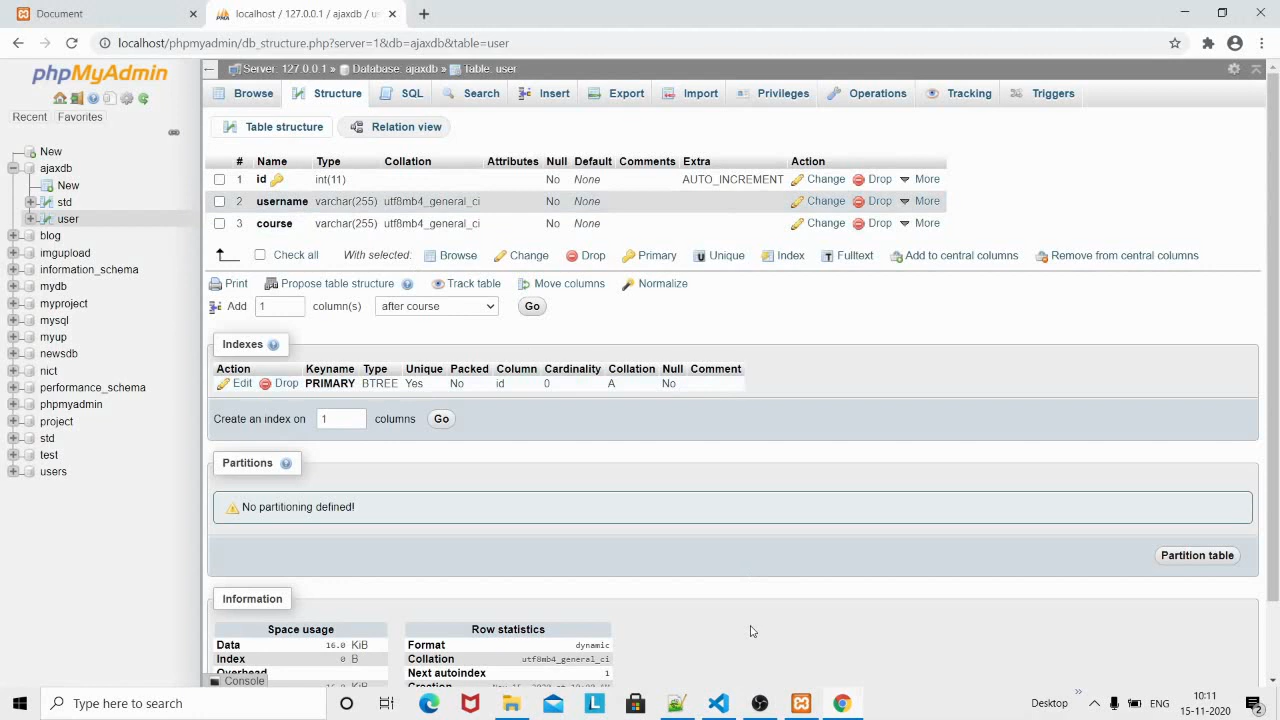 Document
localhost / 127.0.0.1 / ajaxdb / us
localhost/phpmyadmin/db_structure.php?server=1&db=ajaxdb&table=user
phpMyAdmin
Recent Favorites
New
ajaxdb
New
std
user
blog
imgupload
information_schema
mydb
myproject
mysql
myup
newsdb
nict
performance_schema
phpmyadmin
project
std
test
users
Server: 127.0.0.1 » Database: ajaxdb » Table: user
Browse Structure SQL Search Insert Export Import Privileges Operations Tracking Triggers
Table structure Relation view
# Name Type Collation Attributes Null Default Comments Extra Action
1 id int(11) No None AUTO_INCREMENT Change Drop More
2 username varchar(255) utf8mb4_general_ci No None Change Drop More
3 course varchar(255) utf8mb4_general_ci No None Change Drop More
Check all With selected: Browse Change Drop Primary Unique Index Fulltext Add to central columns Remove from central columns
Print Propose table structure Track table Move columns Normalize
Add 1 column(s) after course Go
Indexes
Action Keyname Type Unique Packed Column Cardinality Collation Null Comment
Edit Drop PRIMARY BTREE Yes No id 0 A No
Create an index on 1 columns Go
Partitions
No partitioning defined!
Partition table
Information
Space usage
Data 16.0 KiB
Index 0 B
Overhead
Row statistics
Format dynamic
Collation utf8mb4_general_ci
Next autoindex 1
Console
Type here to search
Desktop
ENG
10:11
15-11-2020
2